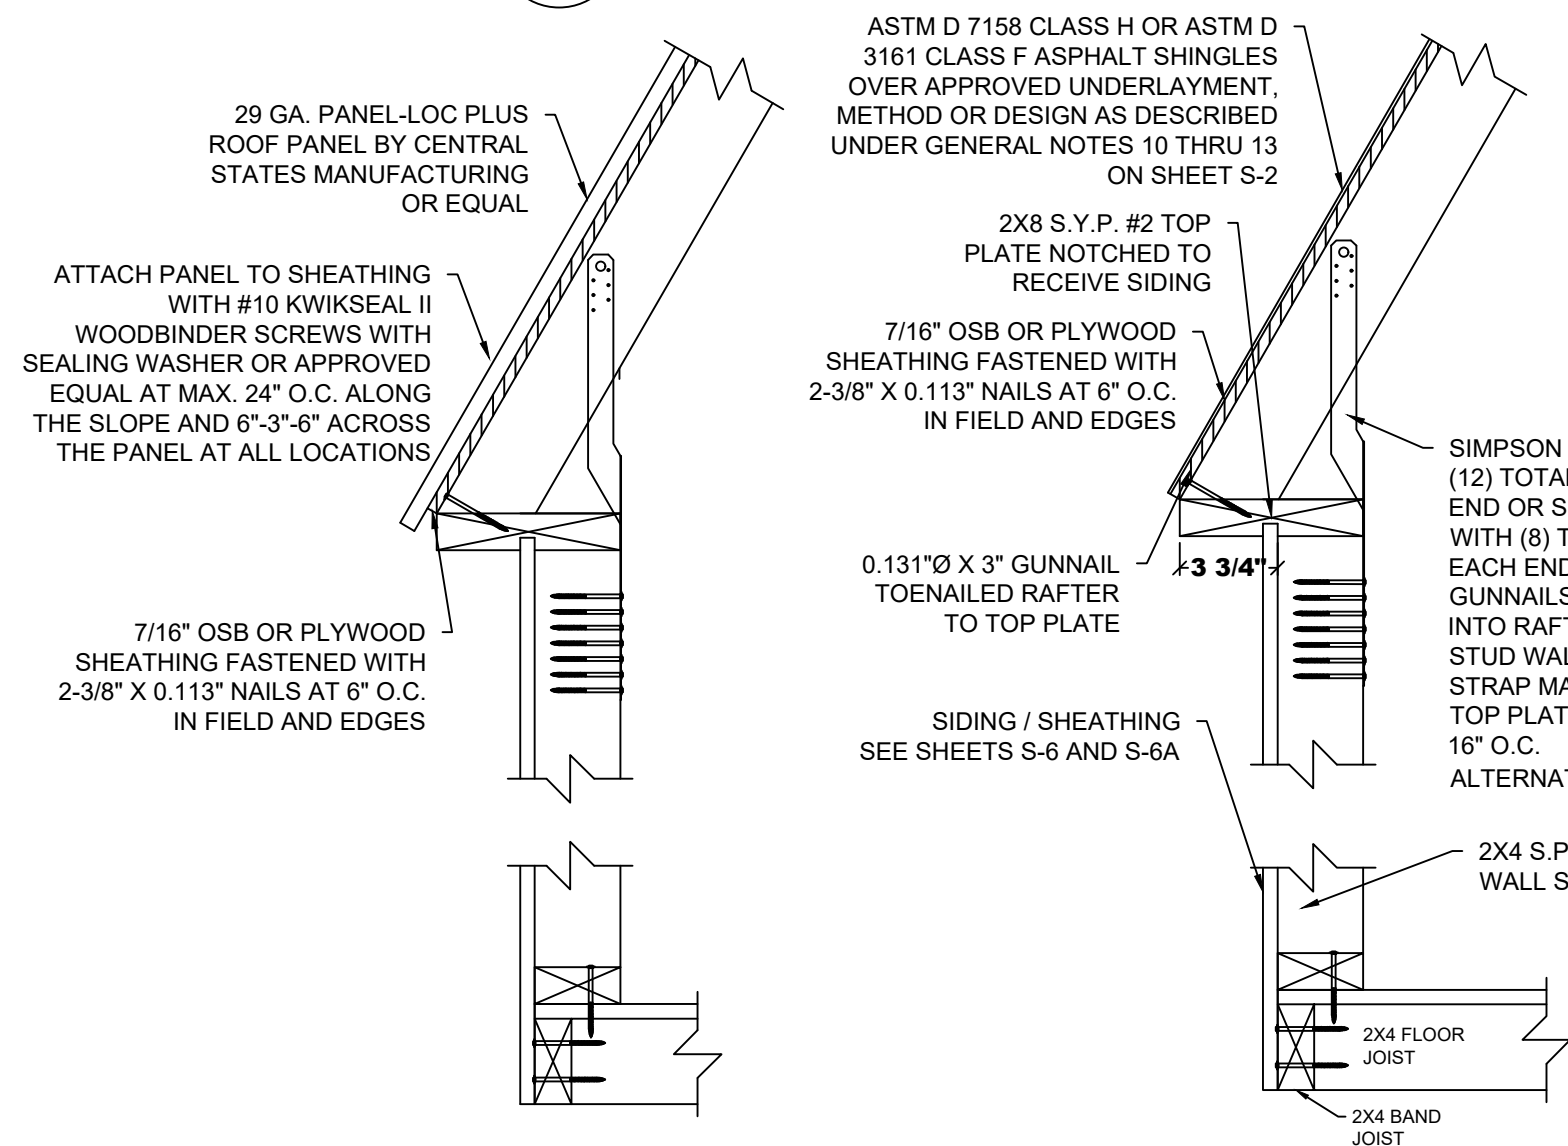 29 GA. PANEL-LOC PLUS
ROOF PANEL BY CENTRAL
STATES MANUFACTURING
OR EQUAL
ATTACH PANEL TO SHEATHING
WITH #10 KWIKSEAL II
WOODBINDER SCREWS WITH
SEALING WASHER OR APPROVED
EQUAL AT MAX. 24" O.C. ALONG
THE SLOPE AND 6"-3"-6" ACROSS
THE PANEL AT ALL LOCATIONS
7/16" OSB OR PLYWOOD
SHEATHING FASTENED WITH
2-3/8" X 0.113" NAILS AT 6" O.C.
IN FIELD AND EDGES
ASTM D 7158 CLASS H OR ASTM D
3161 CLASS F ASPHALT SHINGLES
OVER APPROVED UNDERLAYMENT,
METHOD OR DESIGN AS DESCRIBED
UNDER GENERAL NOTES 10 THRU 13
ON SHEET S-2
2X8 S.Y.P. #2 TOP
PLATE NOTCHED TO
RECEIVE SIDING
7/16" OSB OR PLYWOOD
SHEATHING FASTENED WITH
2-3/8" X 0.113" NAILS AT 6" O.C.
IN FIELD AND EDGES
0.131"Ø X 3" GUNNAIL
TOENAILED RAFTER
TO TOP PLATE
3 3/4"
SIDING / SHEATHING
SEE SHEETS S-6 AND S-6A
SIMPSON
(12)
END OR
WITH (8)
EACH
INTO
STUD
STRAP
TOP
16" O.C.
2X4
WALL
2X4 FLOOR
JOIST
2X4 BAND
JOIST